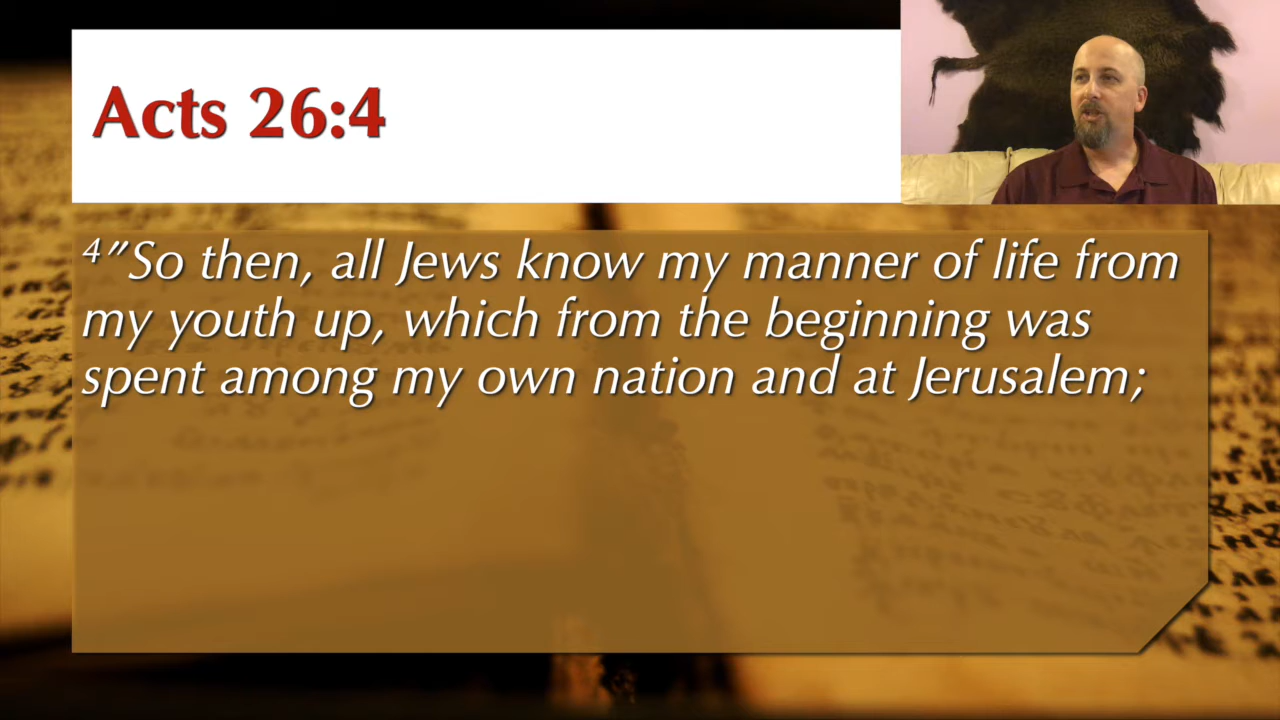 Acts 26:4
4"So then, all Jews know my manner of life from
my youth up, which from the beginning was
spent among my own nation and at Jerusalem;